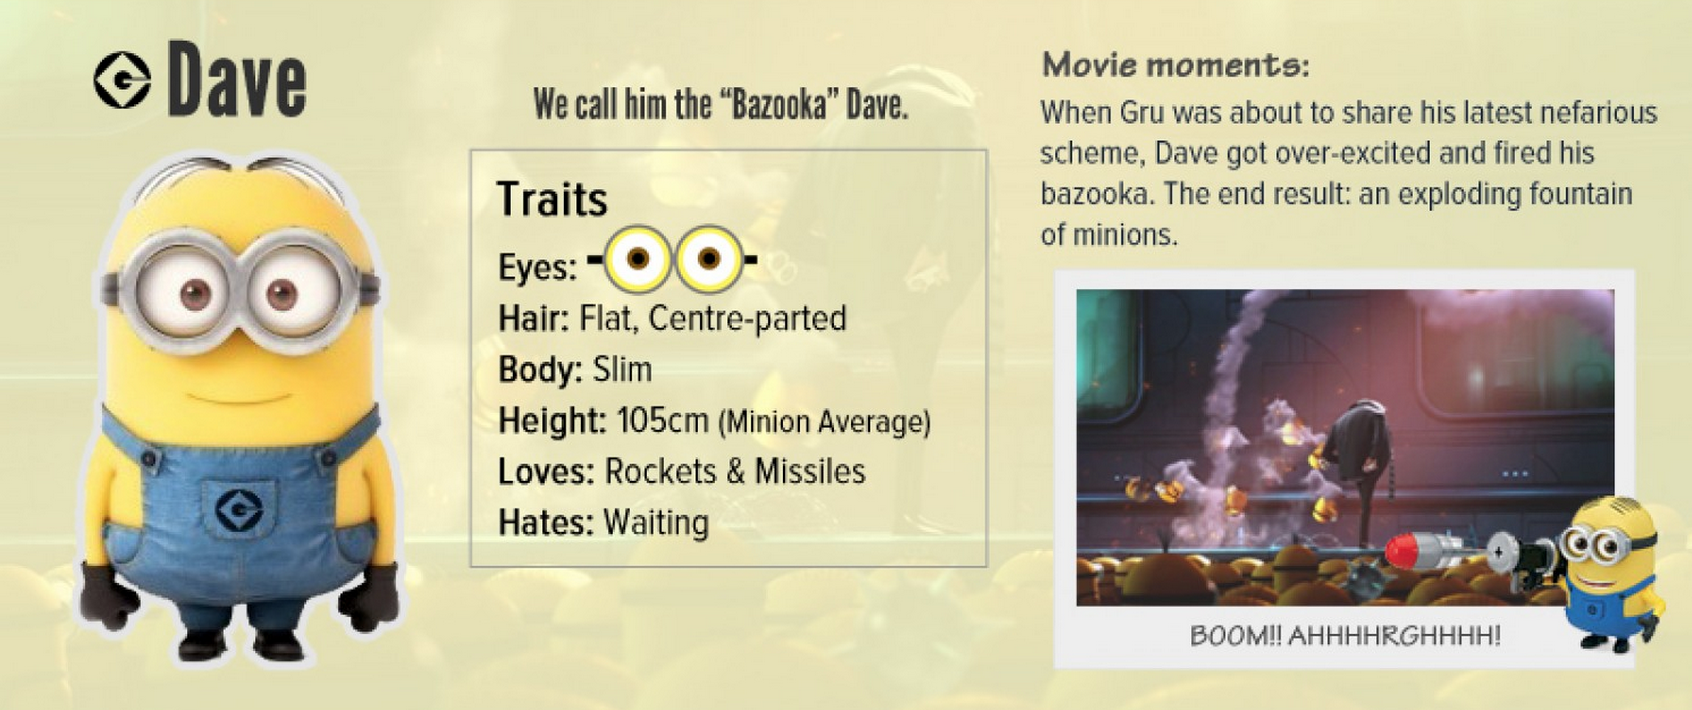 Dave
We call him the “Bazooka” Dave.
Traits
Eyes:
Hair: Flat, Centre-parted
Body: Slim
Height: 105cm (Minion Average)
Loves: Rockets & Missiles
Hates: Waiting
Movie moments:
When Gru was about to share his latest nefarious
scheme, Dave got over-excited and fired his
bazooka. The end result: an exploding fountain
of minions.
BOOM!! AHHHHRGHHHH!